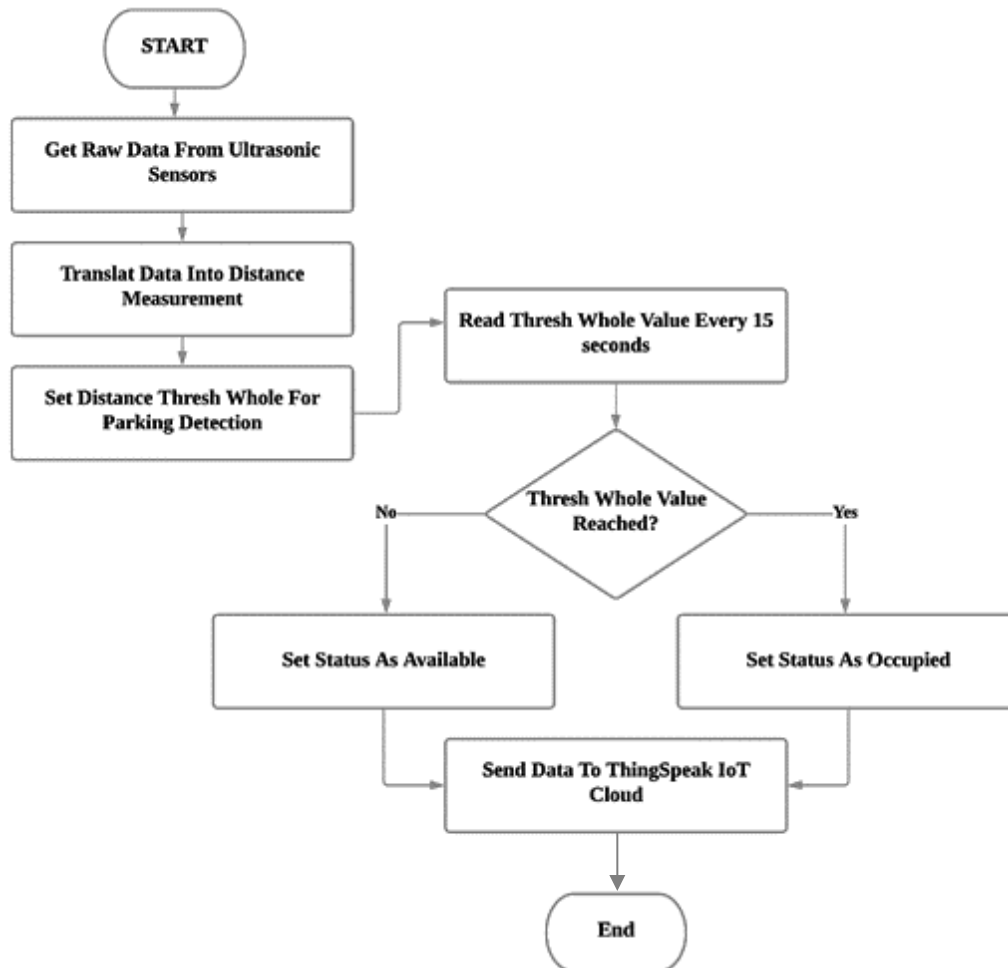 START
Get Raw Data From Ultrasonic
Sensors
Translat Data Into Distance
Measurement
Set Distance Thresh Whole For
Parking Detection
Read Thresh Whole Value Every 15
seconds
Thresh Whole Value
Reached?
No
Yes
Set Status As Available
Set Status As Occupied
Send Data To ThingSpeak IoT
Cloud
End